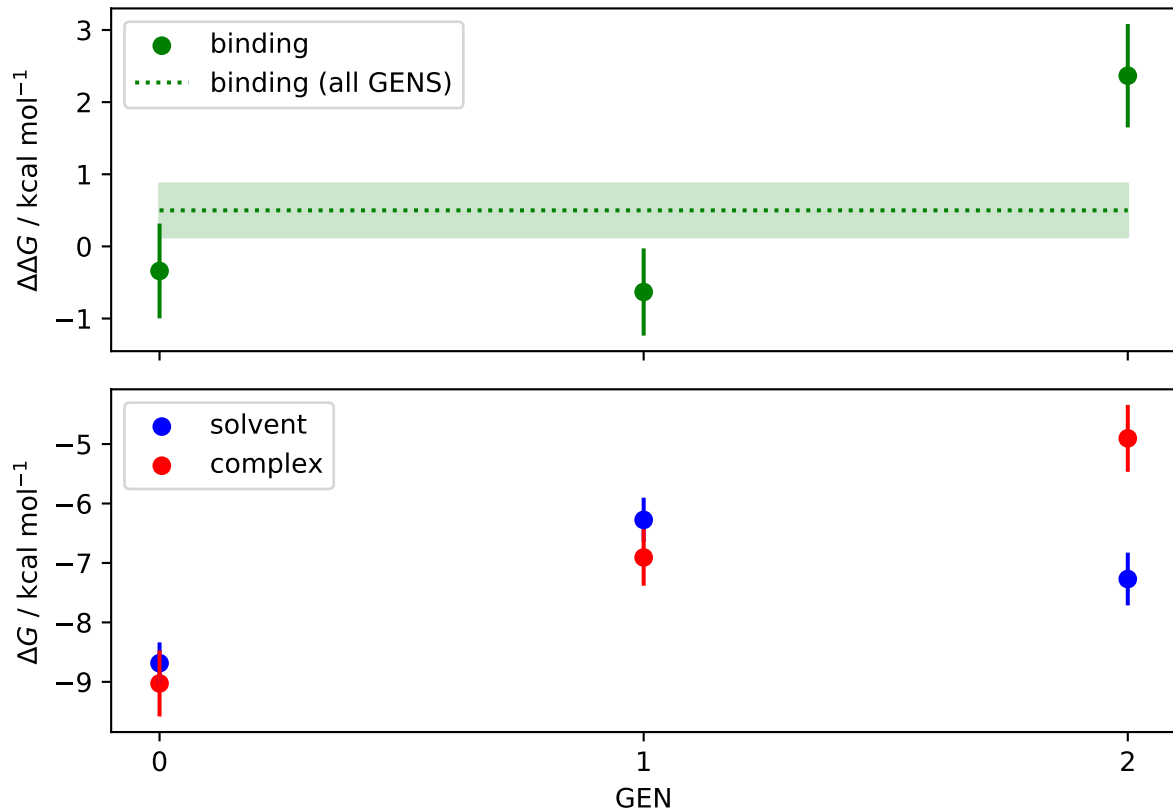 3
2
1
0
−1
ΔΔG / kcal mol⁻¹
binding
binding (all GENS)
−5
−6
−7
−8
−9
ΔG / kcal mol⁻¹
solvent
complex
0
1
2
GEN